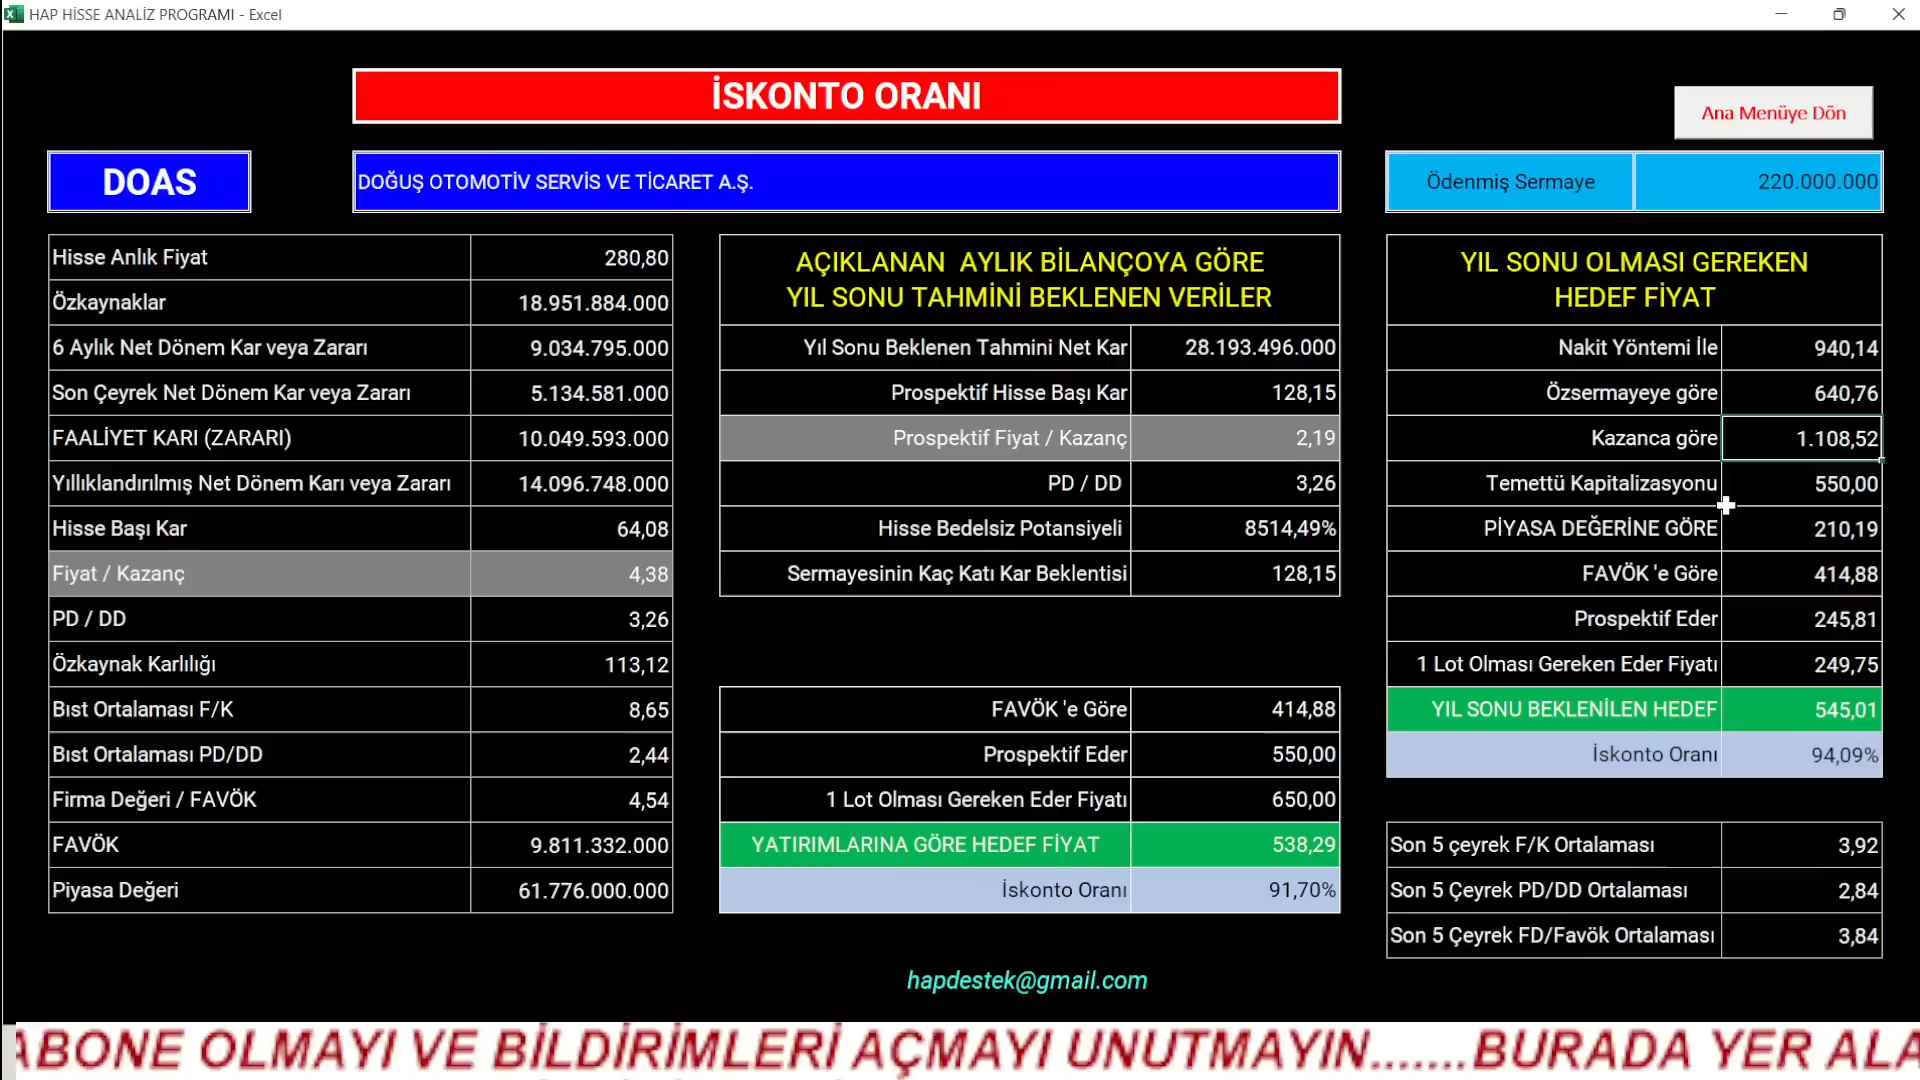 HAP HİSSE ANALİZ PROGRAMI - Excel
İSKONTO ORANI
Ana Menüye Dön
DOAS
DOĞUŞ OTOMOTİV SERVİS VE TİCARET A.Ş.
Ödenmiş Sermaye 220.000.000
Hisse Anlık Fiyat 280,80
Özkaynaklar 18.951.884.000
6 Aylık Net Dönem Kar veya Zararı 9.034.795.000
Son Çeyrek Net Dönem Kar veya Zararı 5.134.581.000
FAALİYET KARI (ZARARI) 10.049.593.000
Yıllıklandırılmış Net Dönem Karı veya Zararı 14.096.748.000
Hisse Başı Kar 64,08
Fiyat / Kazanç 4,38
PD / DD 3,26
Özkaynak Karlılığı 113,12
Bıst Ortalaması F/K 8,65
Bıst Ortalaması PD/DD 2,44
Firma Değeri / FAVÖK 4,54
FAVÖK 9.811.332.000
Piyasa Değeri 61.776.000.000
AÇIKLANAN AYLIK BİLANÇOYA GÖRE
YIL SONU TAHMİNİ BEKLENEN VERİLER
Yıl Sonu Beklenen Tahmini Net Kar 28.193.496.000
Prospektif Hisse Başı Kar 128,15
Prospektif Fiyat / Kazanç 2,19
PD / DD 3,26
Hisse Bedelsiz Potansiyeli 8514,49%
Sermayesinin Kaç Katı Kar Beklentisi 128,15
FAVÖK 'e Göre 414,88
Prospektif Eder 550,00
1 Lot Olması Gereken Eder Fiyatı 650,00
YATIRIMLARINA GÖRE HEDEF FİYAT 538,29
İskonto Oranı 91,70%
YIL SONU OLMASI GEREKEN
HEDEF FİYAT
Nakit Yöntemi İle 940,14
Özsermayeye göre 640,76
Kazanca göre 1.108,52
Temettü Kapitalizasyonu 550,00
PİYASA DEĞERİNE GÖRE 210,19
FAVÖK 'e Göre 414,88
Prospektif Eder 245,81
1 Lot Olması Gereken Eder Fiyatı 249,75
YIL SONU BEKLENİLEN HEDEF 545,01
İskonto Oranı 94,09%
Son 5 çeyrek F/K Ortalaması 3,92
Son 5 Çeyrek PD/DD Ortalaması 2,84
Son 5 Çeyrek FD/Favök Ortalaması 3,84
hapdestek@gmail.com
ABONE OLMAYI VE BİLDİRİMLERİ AÇMAYI UNUTMAYIN.......BURADA YER ALA